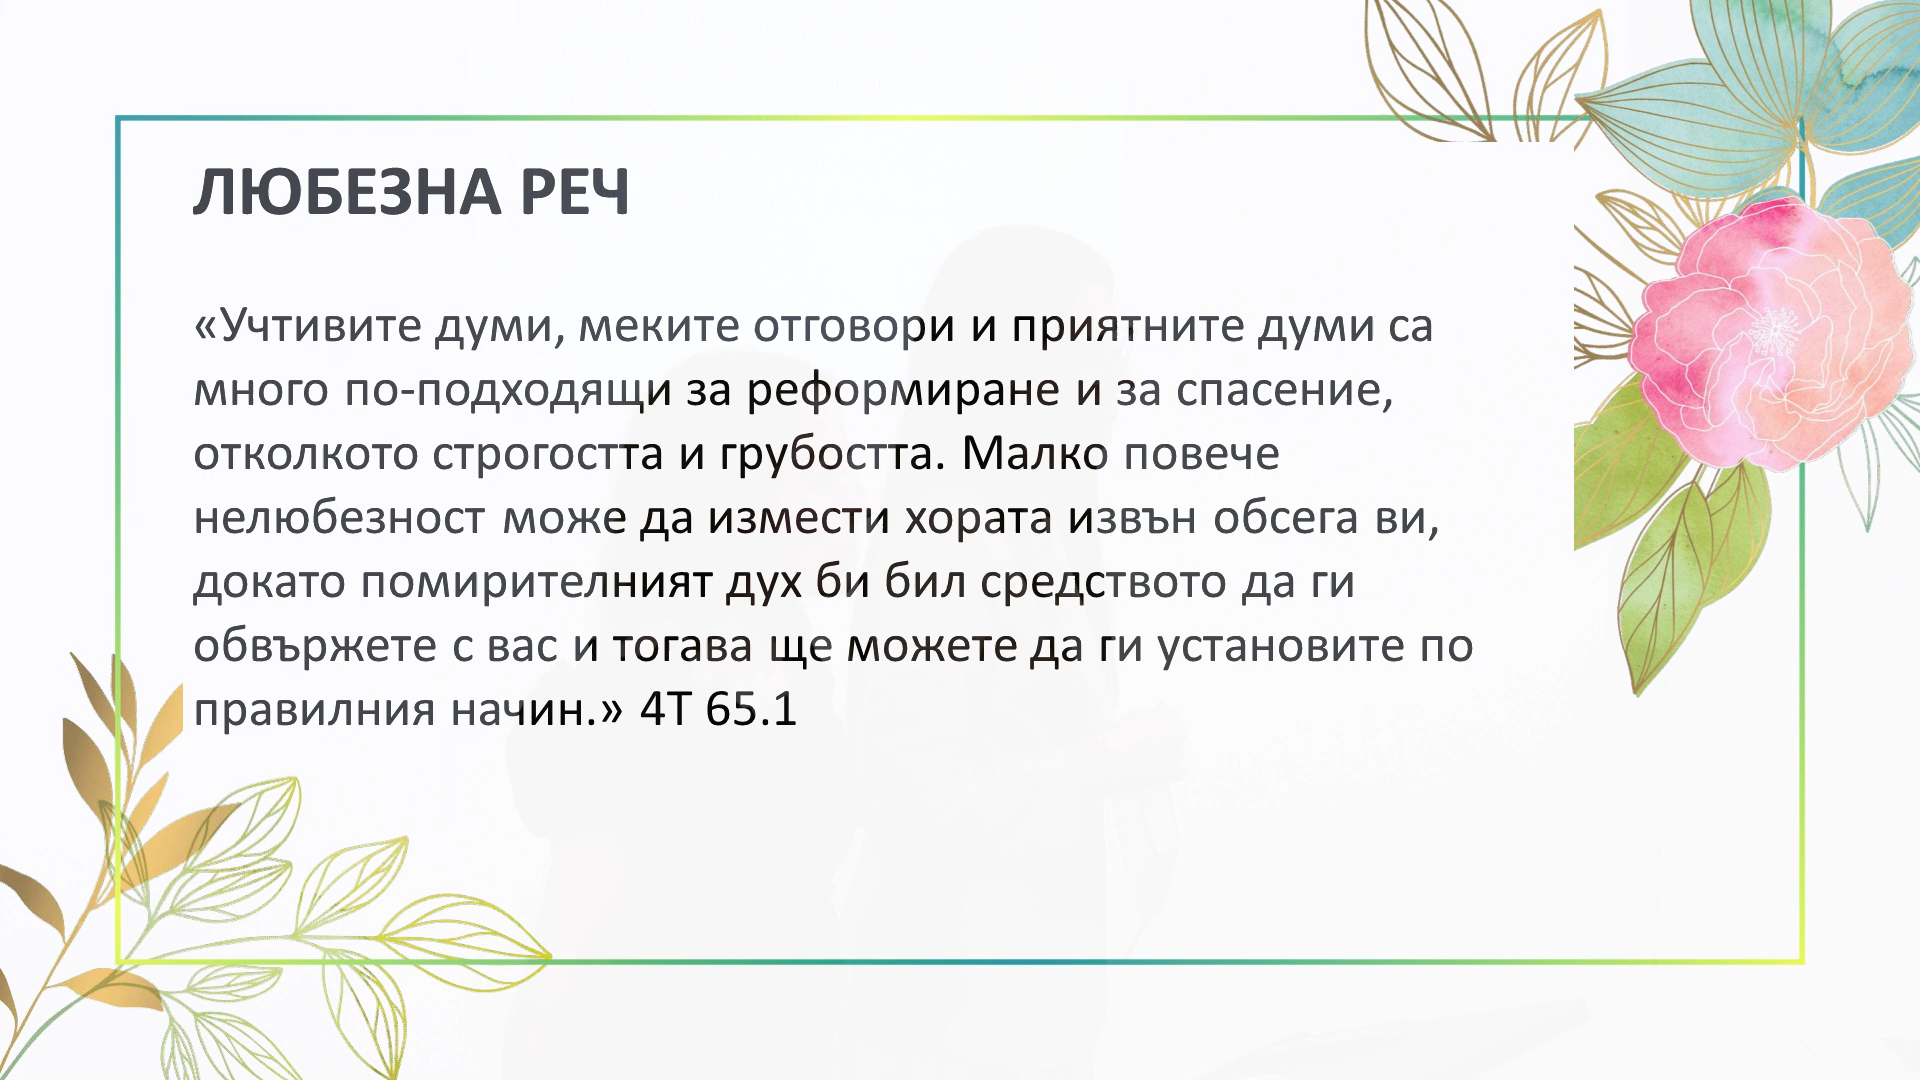 ЛЮБЕЗНА РЕЧ
«Учтивите думи, меките отговори и приятните думи са
много по-подходящи за реформиране и за спасение,
отколкото строгостта и грубостта. Малко повече
нелюбезност може да измести хората извън обсега ви,
докато помирителният дух би бил средството да ги
обвържете с вас и тогава ще можете да ги установите по
правилния начин.» 4Т 65.1